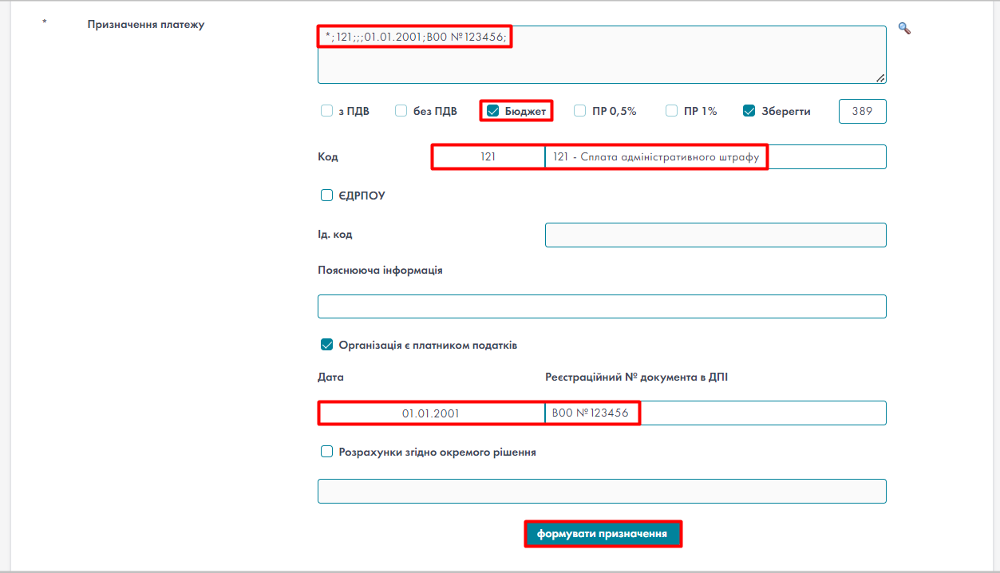 * Призначення платежу
*;121;;;01.01.2001;В00 №123456;
з ПДВ без ПДВ Бюджет ПР 0,5% ПР 1% Зберегти 389
Код 121 121 - Сплата адміністративного штрафу
ЄДРПОУ
Ід. код
Пояснююча інформація
Організація є платником податків
Дата Реєстраційний № документа в ДПІ
01.01.2001 В00 №123456
Розрахунки згідно окремого рішення
формувати призначення